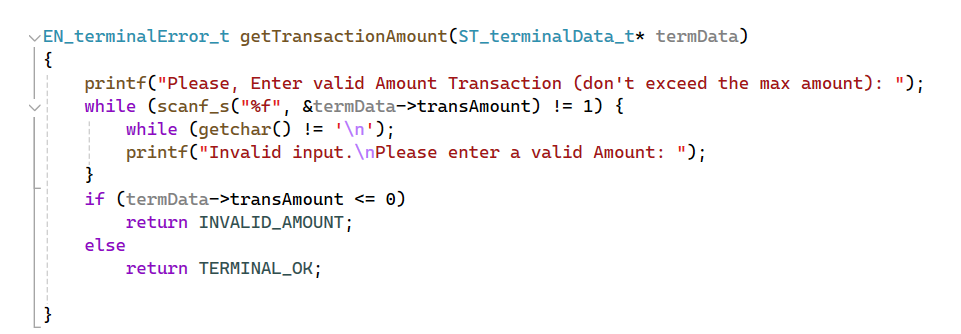 EN_terminalError_t getTransactionAmount(ST_terminalData_t* termData)
{
    printf("Please, Enter valid Amount Transaction (don't exceed the max amount): ");
    while (scanf_s("%f", &termData->transAmount) != 1) {
        while (getchar() != '\n');
        printf("Invalid input.\nPlease enter a valid Amount: ");
    }
    if (termData->transAmount <= 0)
        return INVALID_AMOUNT;
    else
        return TERMINAL_OK;
}